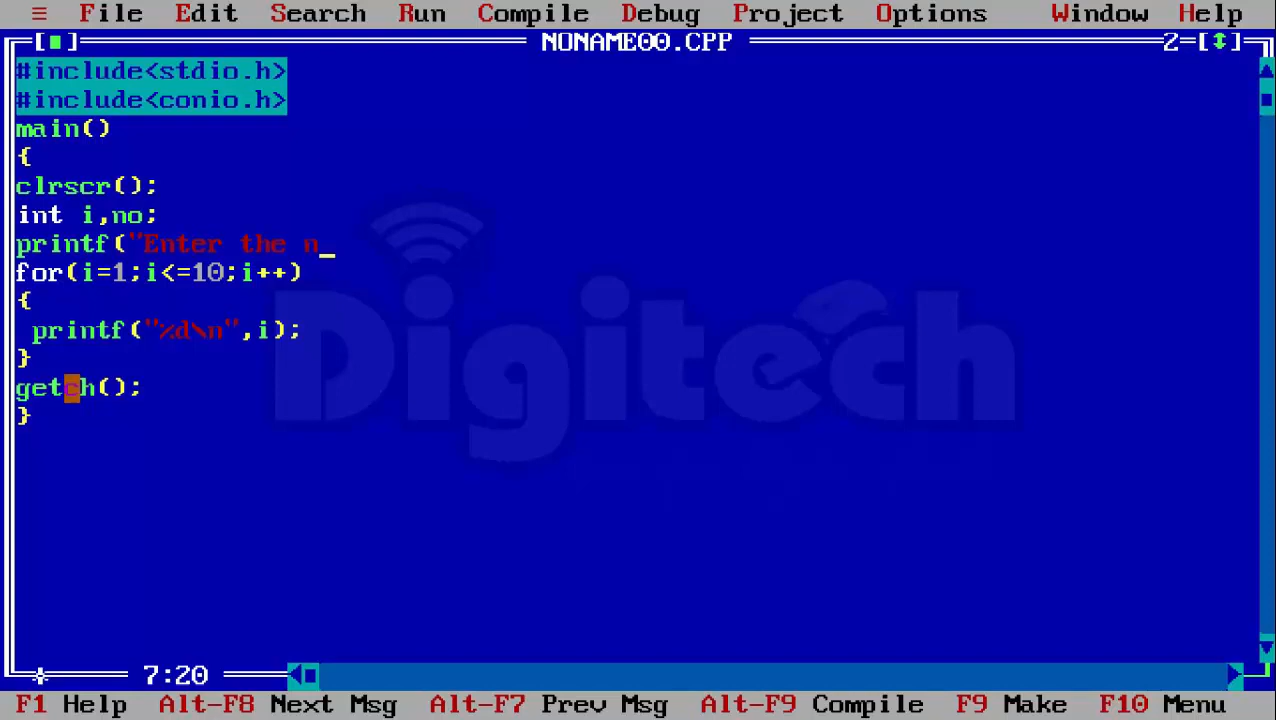 ≡ File Edit Search Run Compile Debug Project Options Window Help
[■] NONAME00.CPP 2=[↕]
#include<stdio.h>
#include<conio.h>
main()
{
clrscr();
int i,no;
printf("Enter the n_
for(i=1;i<=10;i++)
{
 printf("%d\n",i);
}
getch();
}
Digitech
7:20
F1 Help Alt-F8 Next Msg Alt-F7 Prev Msg Alt-F9 Compile F9 Make F10 Menu